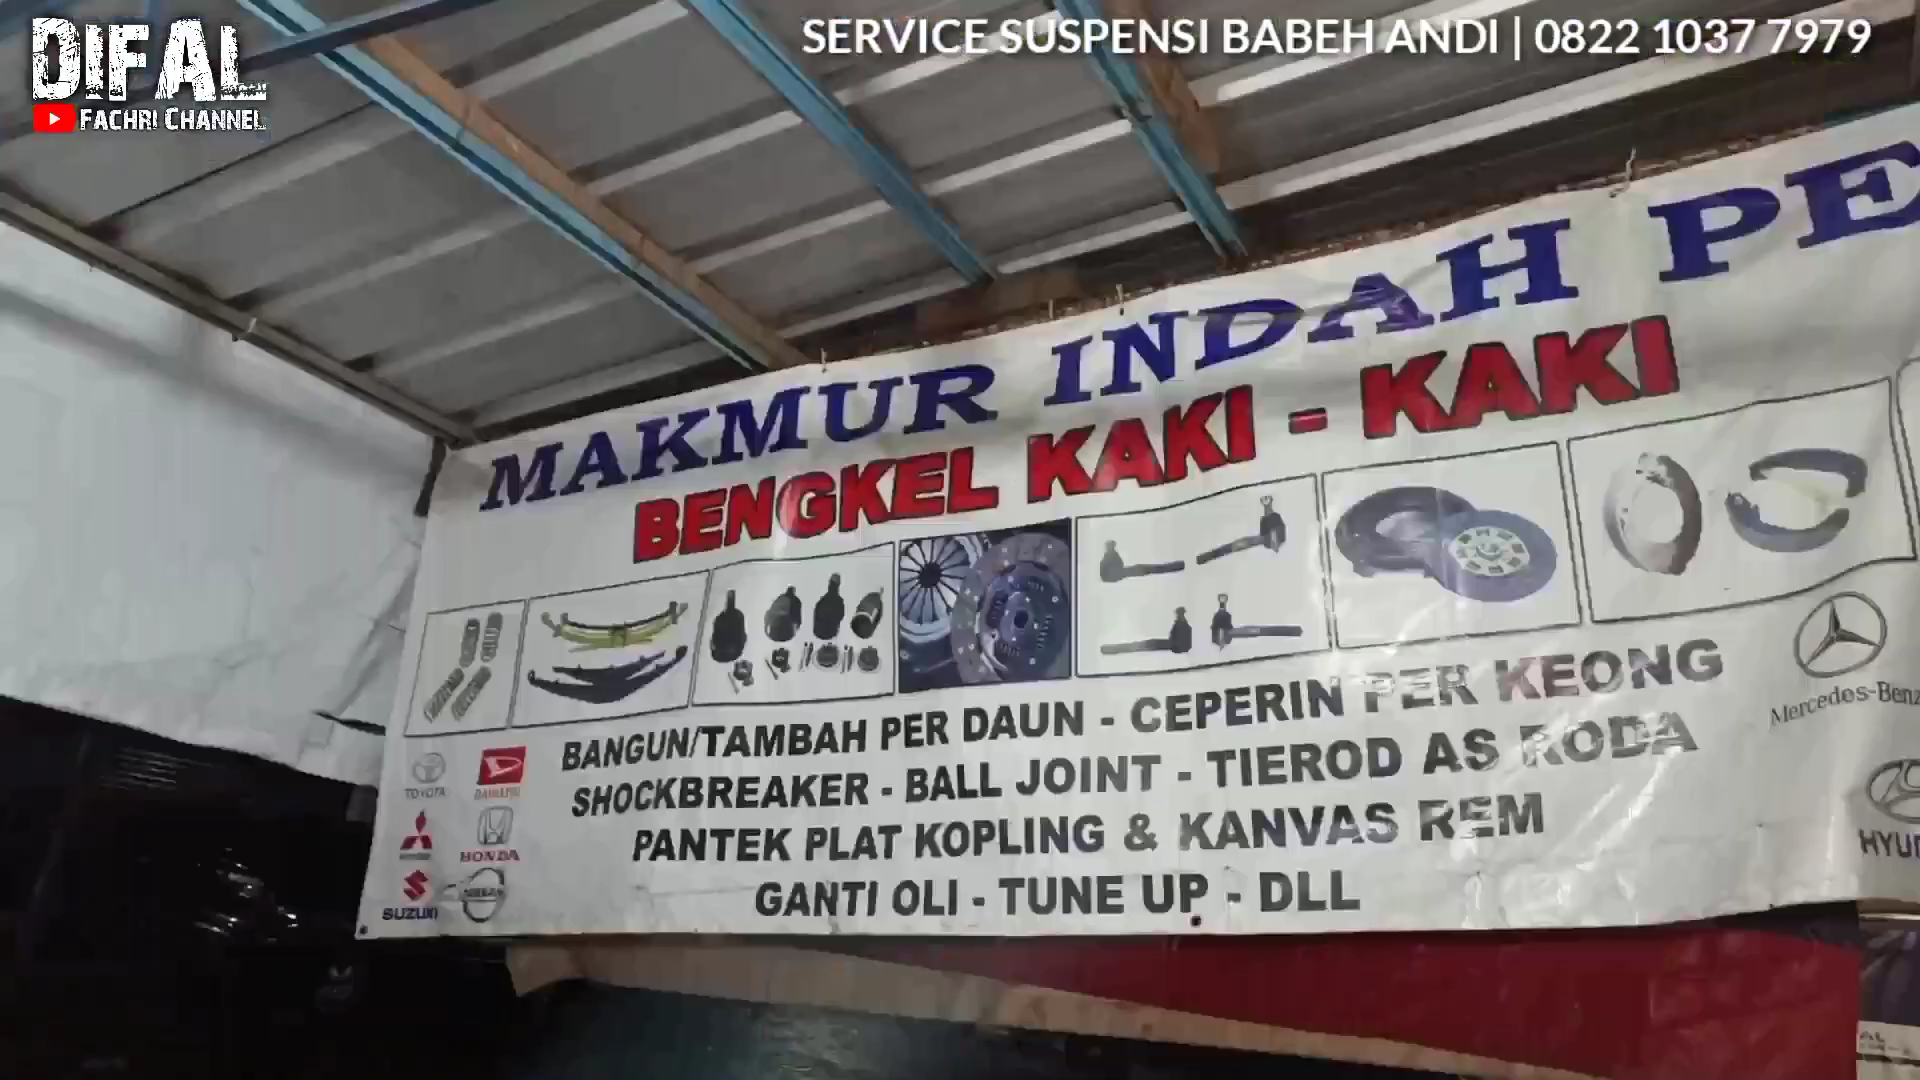 DIFAL
FACHRI CHANNEL
SERVICE SUSPENSI BABEH ANDI | 0822 1037 7979
MAKMUR INDAH PE
BENGKEL KAKI - KAKI
BANGUN/TAMBAH PER DAUN - CEPERIN PER KEONG
SHOCKBREAKER - BALL JOINT - TIEROD AS RODA
PANTEK PLAT KOPLING & KANVAS REM
GANTI OLI - TUNE UP - DLL
TOYOTA
DAIHATSU
HONDA
SUZUKI
NISSAN
Mercedes-Benz
HYUN